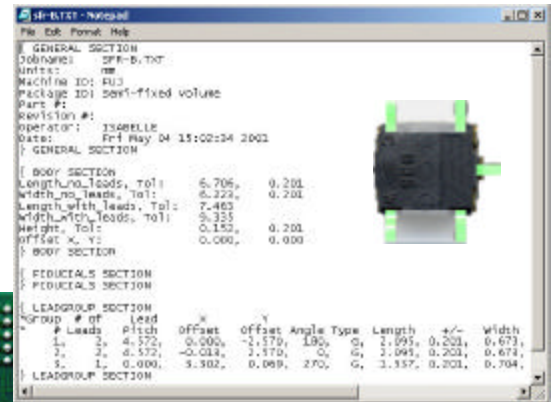 sfr-B.TXT - Notepad
File Edit Format Help
{ GENERAL SECTION
Jobname: SFR-B.TXT
Units: mm
Machine ID: FUJ
Package ID: Semi-fixed volume
Part #:
Revision #:
Operator: ISABELLE
Date: Fri May 04 15:02:34 2001
} GENERAL SECTION
{ BODY SECTION
Length_no_leads, Tol: 6.706, 0.201
Width_no_leads, Tol: 6.223, 0.201
Length_with_leads, Tol: 7.463
Width_with_leads, Tol: 9.335
Height, Tol: 0.152, 0.201
Offset X, Y: 0.000, 0.000
} BODY SECTION
{ FIDUCIALS SECTION
} FIDUCIALS SECTION
{ LEADGROUP SECTION
*Group # of Lead X Y
* # Leads Pitch Offset Offset Angle Type Length +/- Width
1, 2, 4.572, 0.000, -2.570, 180, G, 2.095, 0.201, 0.673,
2, 2, 4.572, -0.013, 2.570, 0, G, 2.095, 0.201, 0.673,
3, 1, 0.000, 3.302, 0.069, 270, G, 1.337, 0.201, 0.704,
} LEADGROUP SECTION